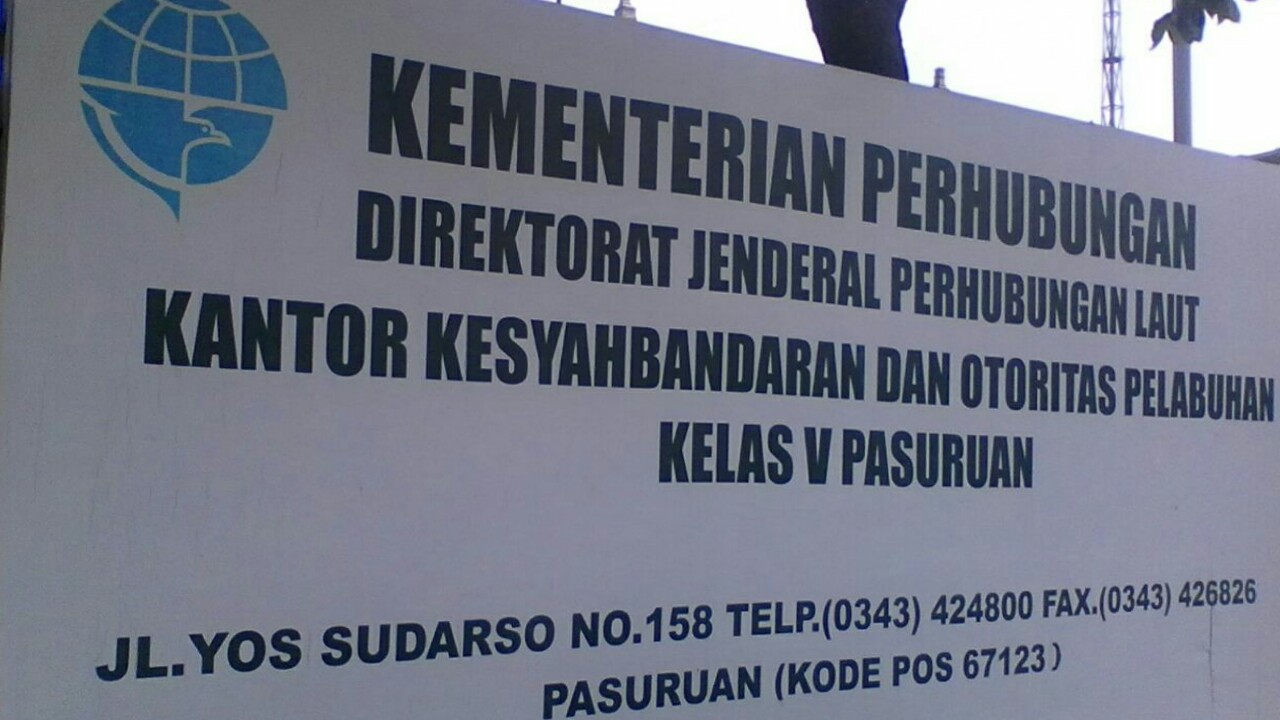 KEMENTERIAN PERHUBUNGAN
DIREKTORAT JENDERAL PERHUBUNGAN LAUT
KANTOR KESYAHBANDARAN DAN OTORITAS PELABUHAN
KELAS V PASURUAN
JL.YOS SUDARSO NO.158 TELP.(0343) 424800 FAX.(0343) 426826
PASURUAN (KODE POS 67123)